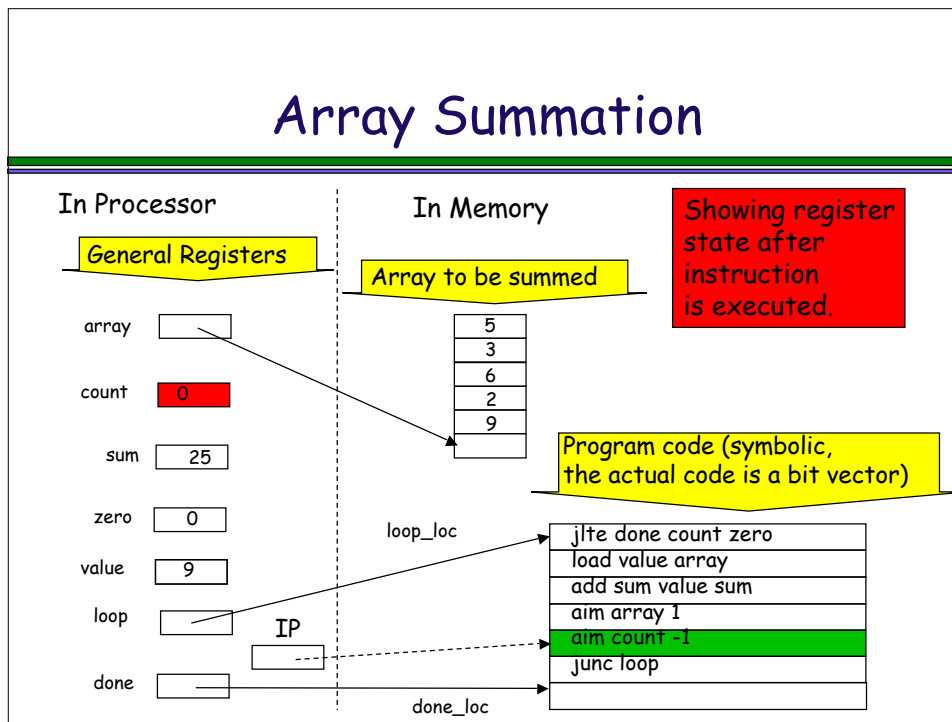 Array Summation
In Processor
General Registers
array
count
0
sum
25
zero
0
value
9
loop
IP
done
In Memory
Array to be summed
5
3
6
2
9
Showing register
state after
instruction
is executed.
Program code (symbolic,
the actual code is a bit vector)
loop_loc
jlte done count zero
load value array
add sum value sum
aim array 1
aim count -1
junc loop
done_loc